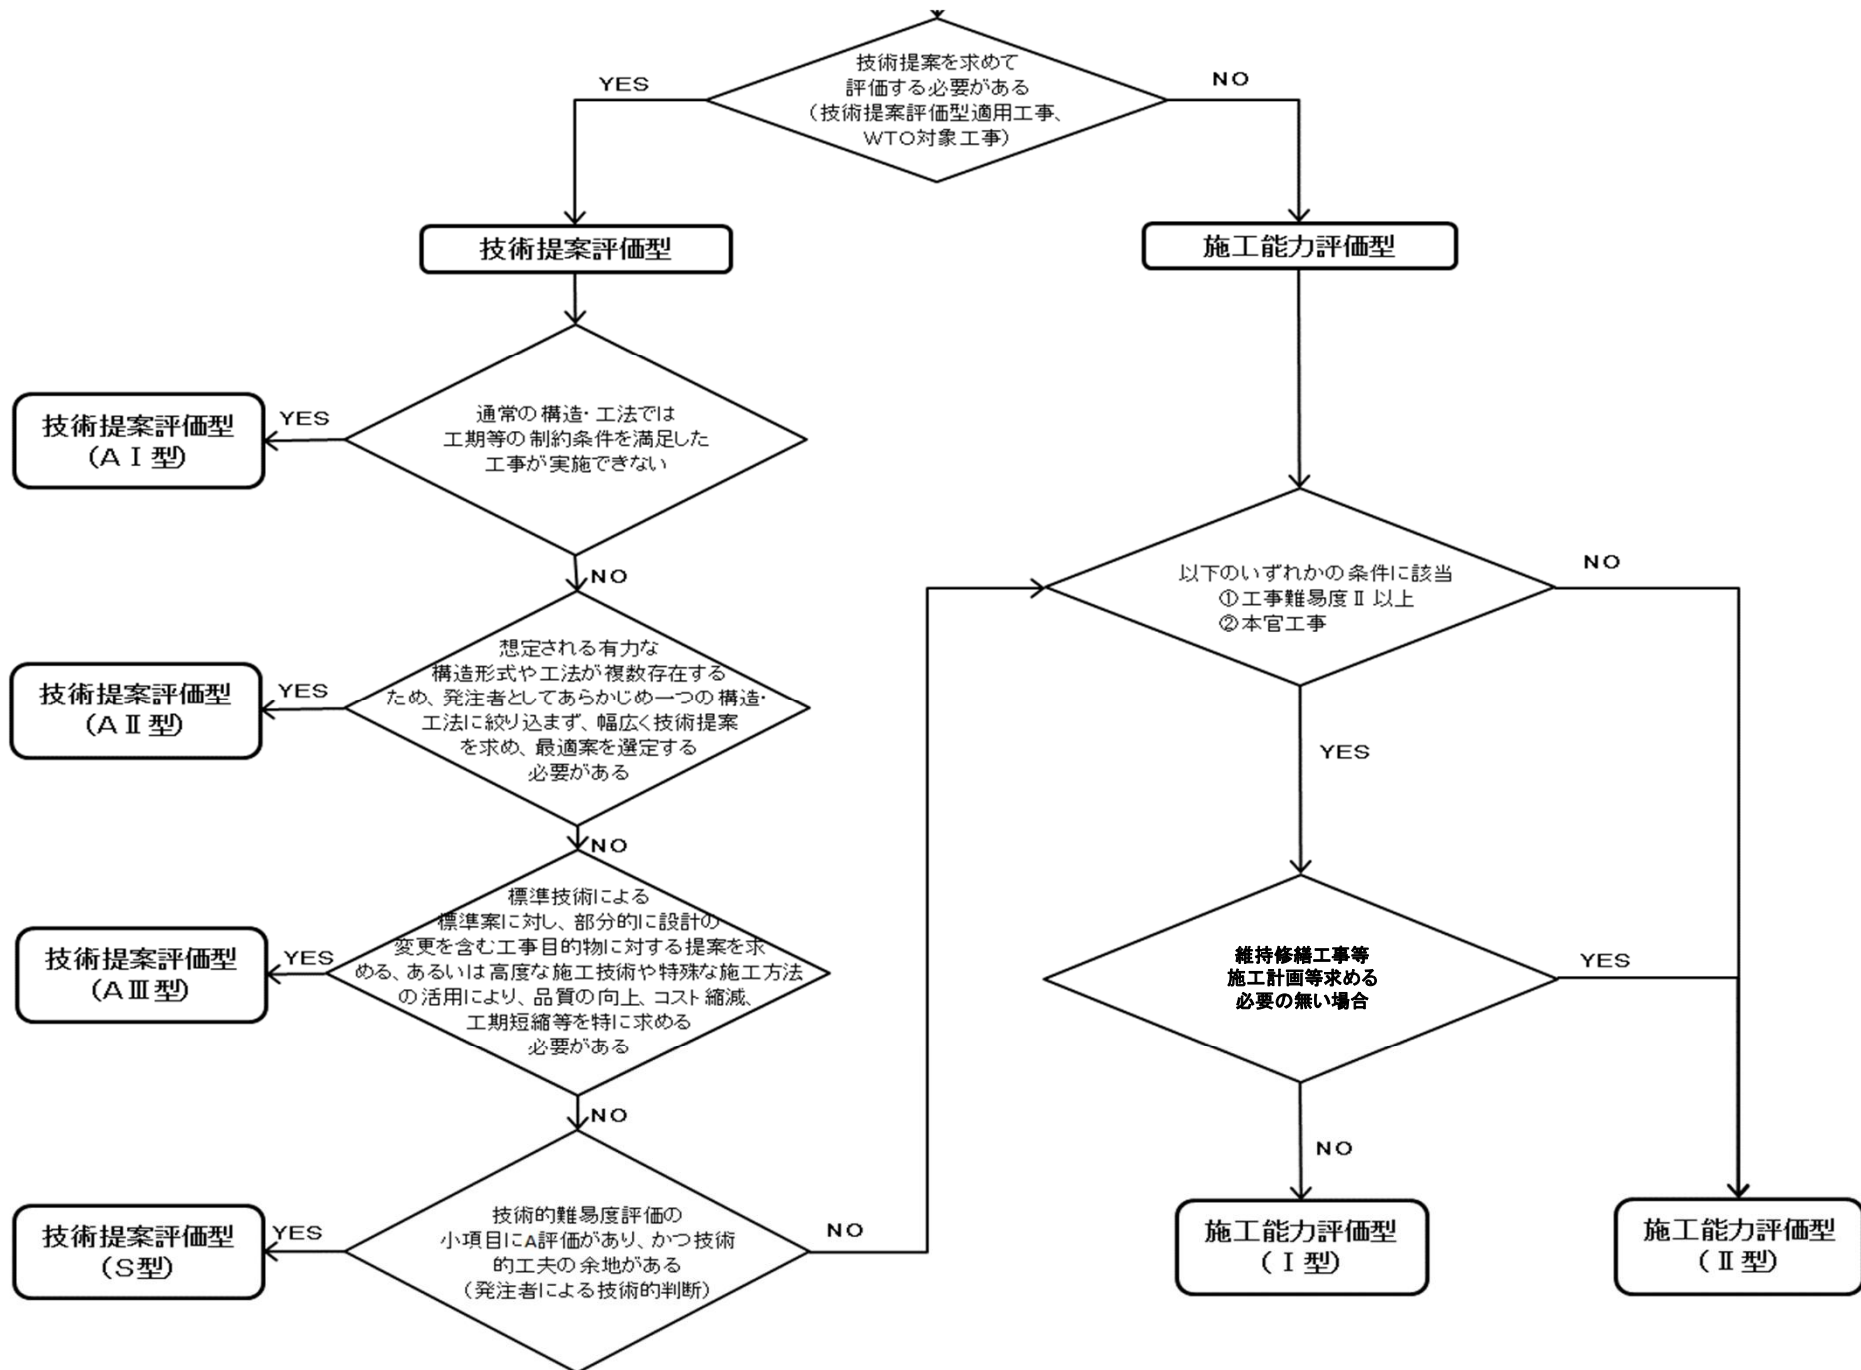 技術提案を求めて
評価する必要がある
(技術提案評価型適用工事、
WTO対象工事)
YES
NO
技術提案評価型
施工能力評価型
通常の構造・工法では
工期等の制約条件を満足した
工事が実施できない
YES
技術提案評価型
(AⅠ型)
NO
以下のいずれかの条件に該当
①工事難易度Ⅱ以上
②本官工事
NO
YES
想定される有力な
構造形式や工法が複数存在する
ため、発注者としてあらかじめ一つの構造・
工法に絞り込まず、幅広く技術提案
を求め、最適案を選定する
必要がある
YES
技術提案評価型
(AⅡ型)
NO
標準技術による
標準案に対し、部分的に設計の
変更を含む工事目的物に対する提案を求
める、あるいは高度な施工技術や特殊な施工方法
の活用により、品質の向上、コスト縮減、
工期短縮等を特に求める
必要がある
YES
技術提案評価型
(AⅢ型)
NO
維持修繕工事等
施工計画等求める
必要の無い場合
YES
NO
技術的難易度評価の
小項目にA評価があり、かつ技術
的工夫の余地がある
(発注者による技術的判断)
YES
技術提案評価型
(S型)
NO
施工能力評価型
(Ⅰ型)
施工能力評価型
(Ⅱ型)